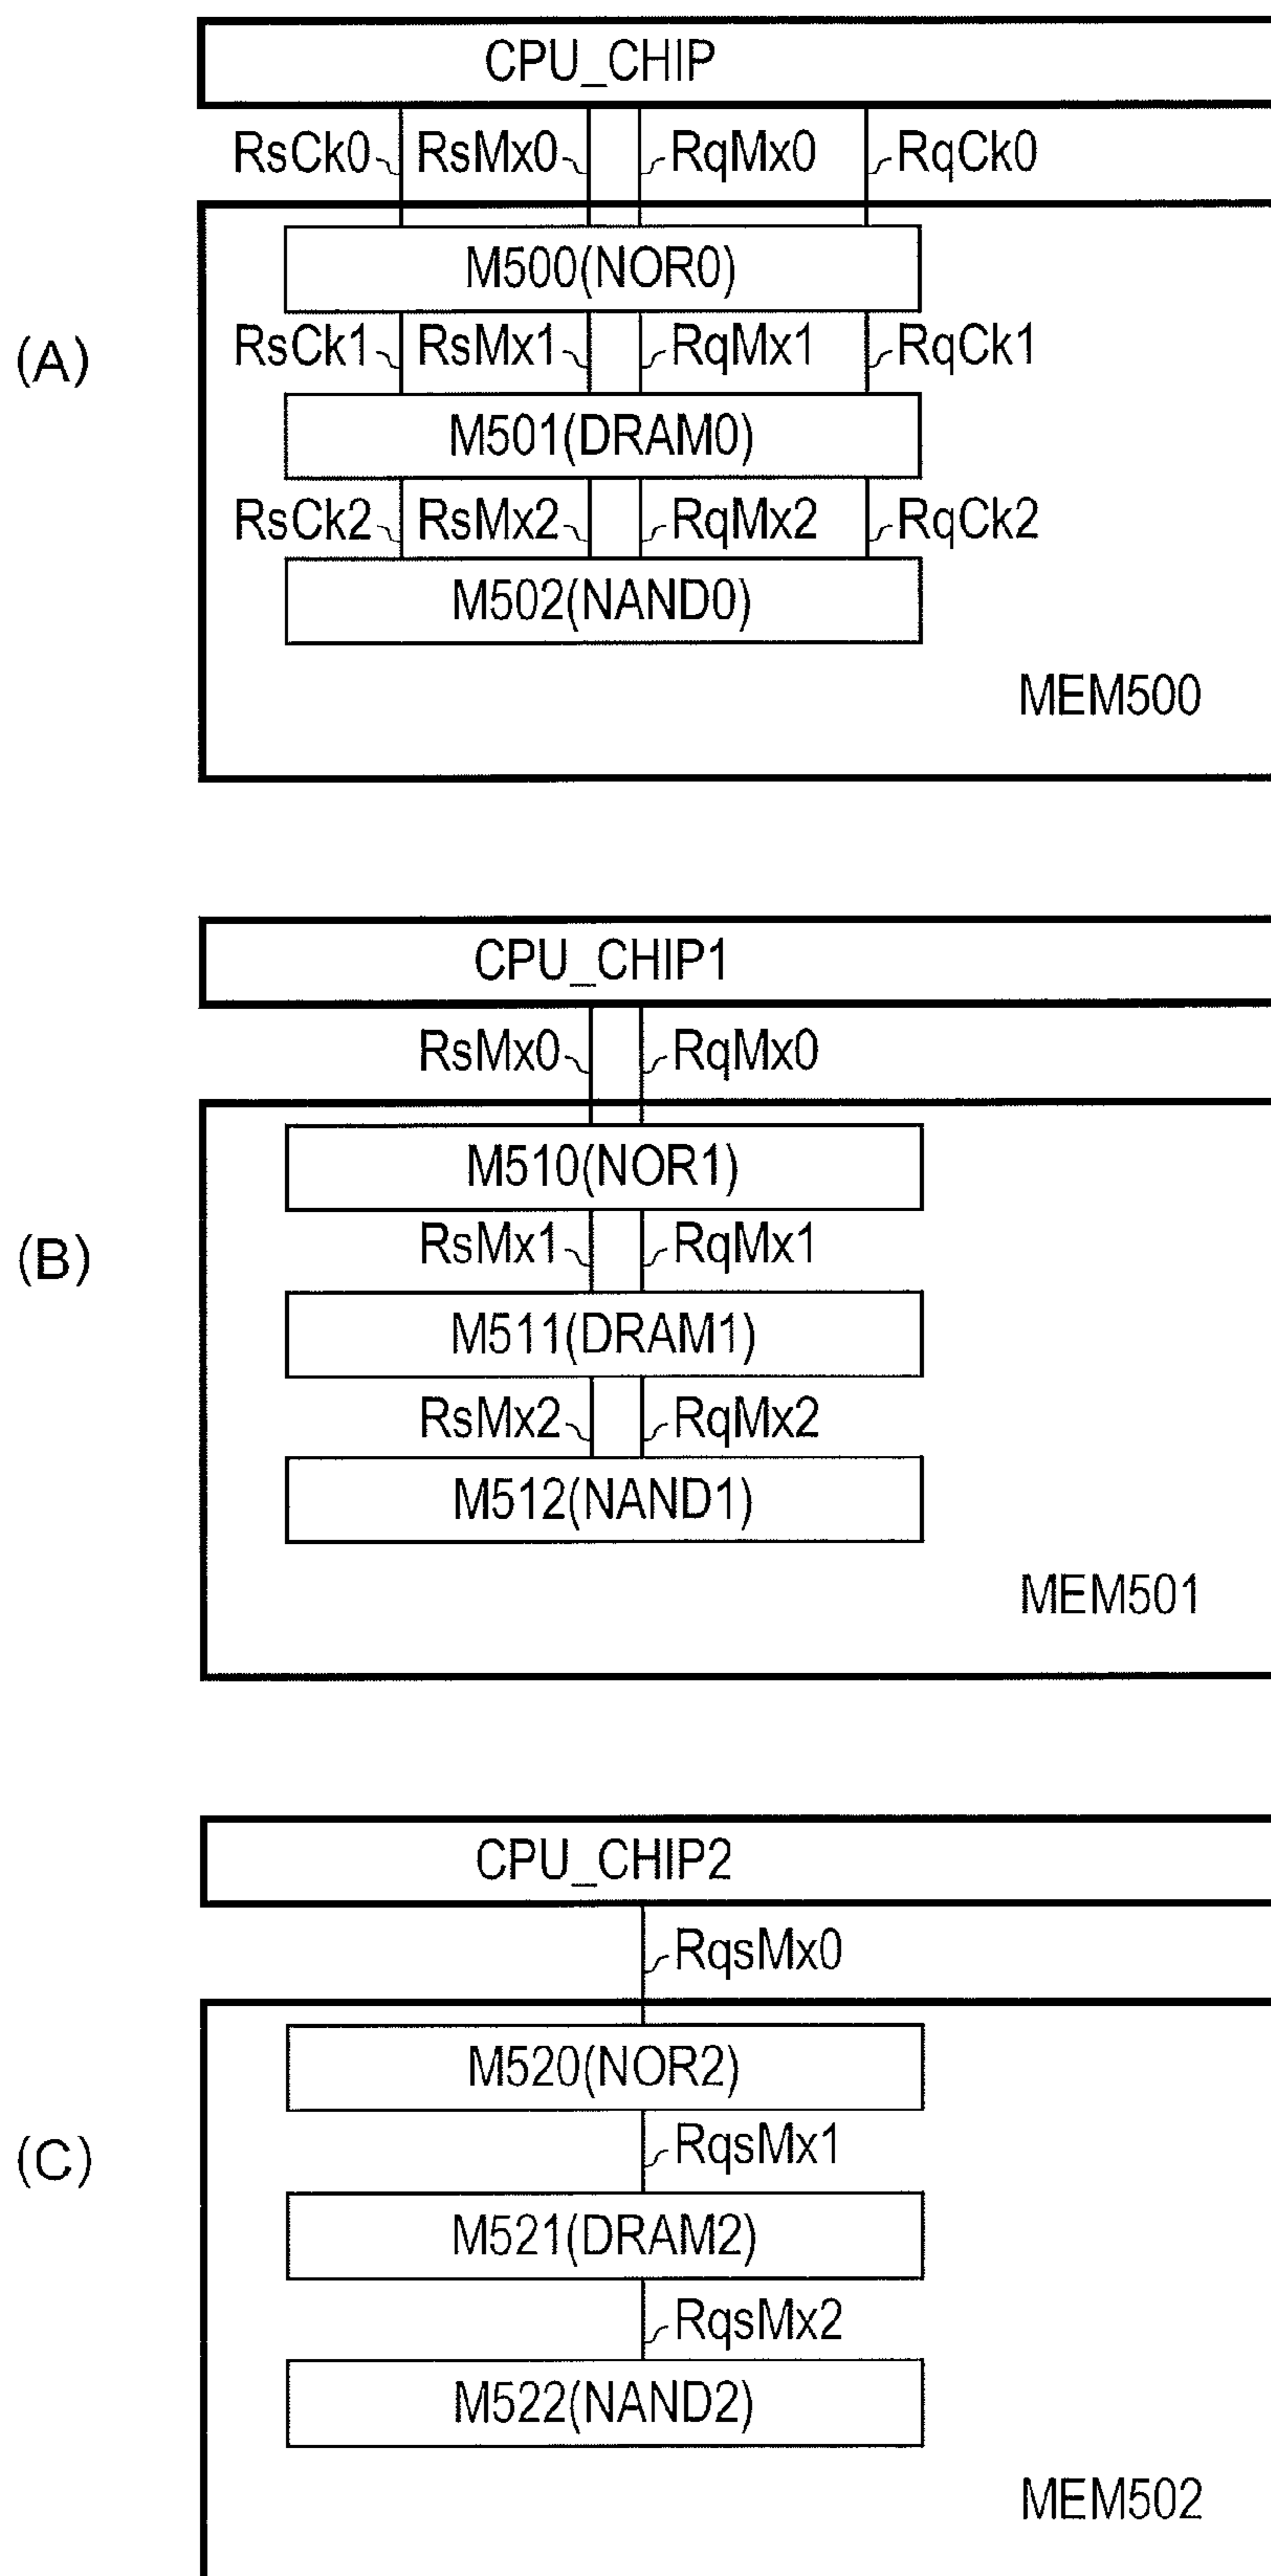 CPU_CHIP
RsCk0 RsMx0 RqMx0 RqCk0
M500(NOR0)
(A)
RsCk1 RsMx1 RqMx1 RqCk1
M501(DRAM0)
RsCk2 RsMx2 RqMx2 RqCk2
M502(NAND0)
MEM500
CPU_CHIP1
RsMx0 RqMx0
M510(NOR1)
(B)
RsMx1 RqMx1
M511(DRAM1)
RsMx2 RqMx2
M512(NAND1)
MEM501
CPU_CHIP2
RqsMx0
M520(NOR2)
(C)
RqsMx1
M521(DRAM2)
RqsMx2
M522(NAND2)
MEM502